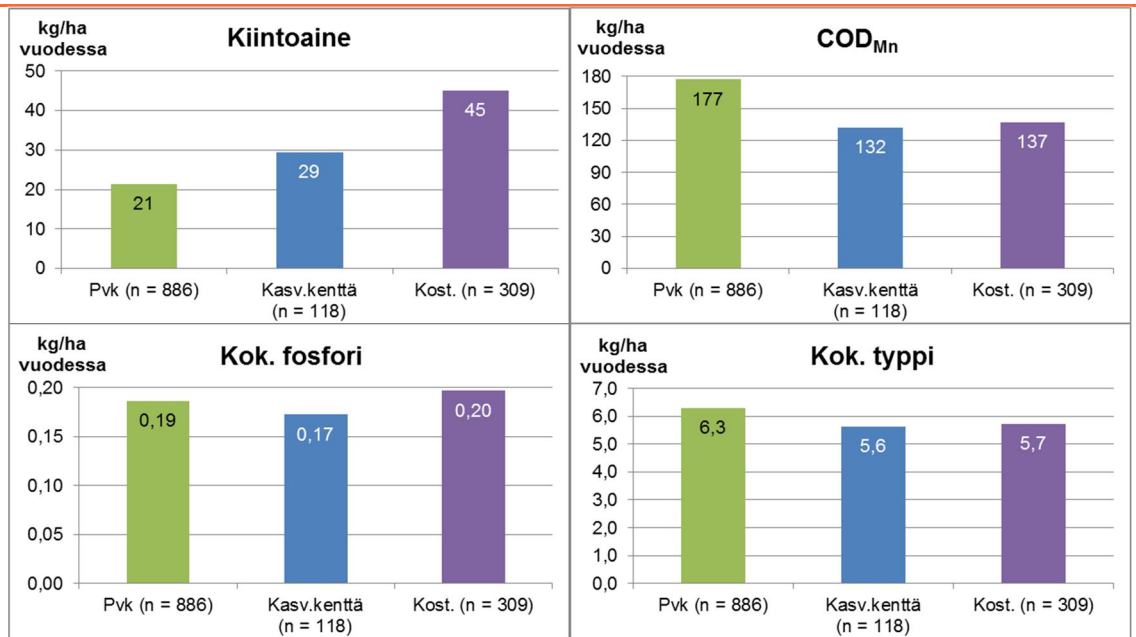 kg/ha
vuodessa
Kiintoaine
50
40
30
20
10
0
21
29
45
Pvk (n = 886)
Kasv.kenttä
(n = 118)
Kost. (n = 309)
kg/ha
vuodessa
COD_Mn
180
150
120
90
60
30
0
177
132
137
Pvk (n = 886)
Kasv.kenttä
(n = 118)
Kost. (n = 309)
kg/ha
vuodessa
Kok. fosfori
0,20
0,15
0,10
0,05
0,00
0,19
0,17
0,20
Pvk (n = 886)
Kasv.kenttä
(n = 118)
Kost. (n = 309)
kg/ha
vuodessa
Kok. typpi
7,0
6,0
5,0
4,0
3,0
2,0
1,0
0,0
6,3
5,6
5,7
Pvk (n = 886)
Kasv.kenttä
(n = 118)
Kost. (n = 309)